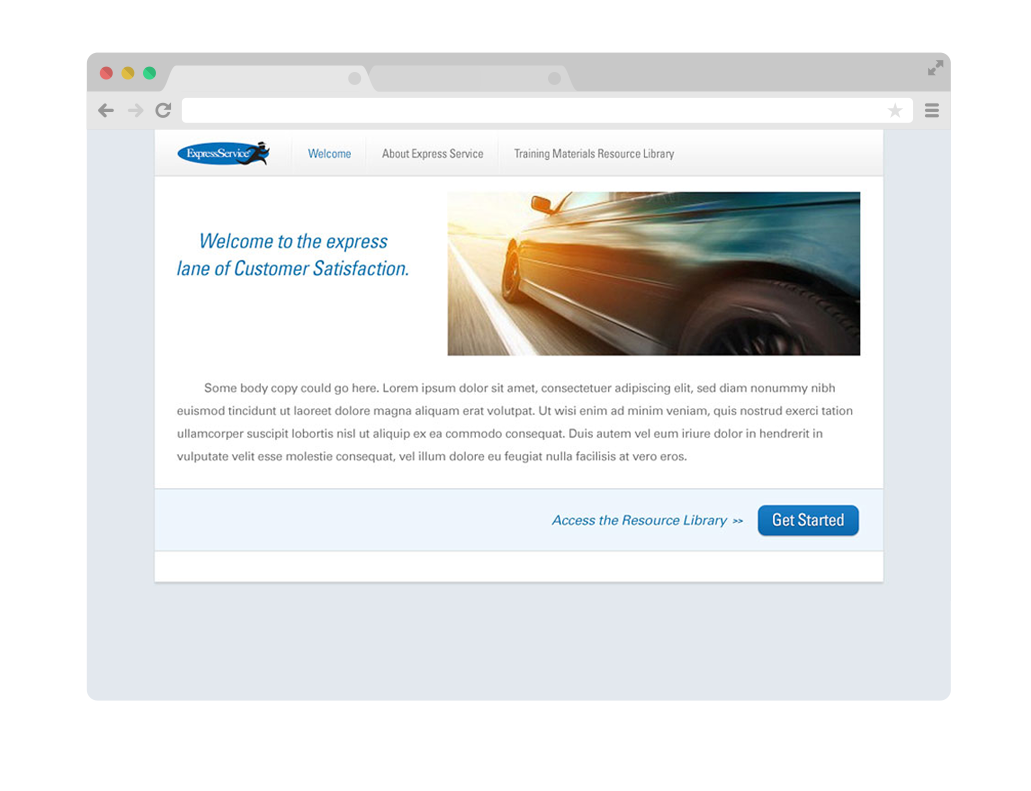 ExpressService
Welcome
About Express Service
Training Materials Resource Library
Welcome to the express
lane of Customer Satisfaction.
Some body copy could go here. Lorem ipsum dolor sit amet, consectetuer adipiscing elit, sed diam nonummy nibh
euismod tincidunt ut laoreet dolore magna aliquam erat volutpat. Ut wisi enim ad minim veniam, quis nostrud exerci tation
ullamcorper suscipit lobortis nisl ut aliquip ex ea commodo consequat. Duis autem vel eum iriure dolor in hendrerit in
vulputate velit esse molestie consequat, vel illum dolore eu feugiat nulla facilisis at vero eros.
Access the Resource Library >>
Get Started